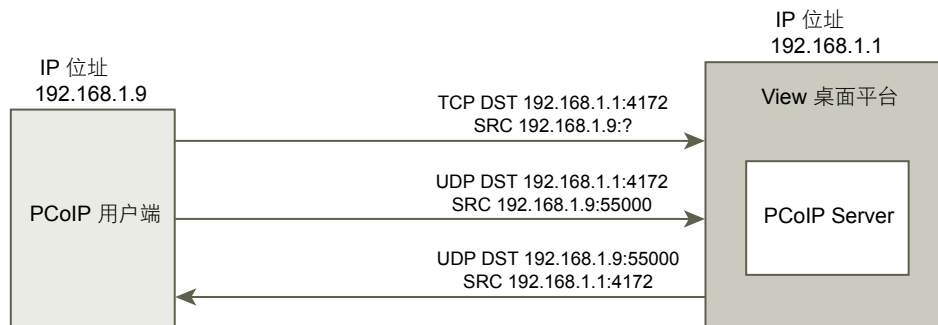 IP 位址
192.168.1.1
IP 位址
192.168.1.9
TCP DST 192.168.1.1:4172
SRC 192.168.1.9:?
View 桌面平台
UDP DST 192.168.1.1:4172
SRC 192.168.1.9:55000
PCoIP 用户端
PCoIP Server
UDP DST 192.168.1.9:55000
SRC 192.168.1.1:4172